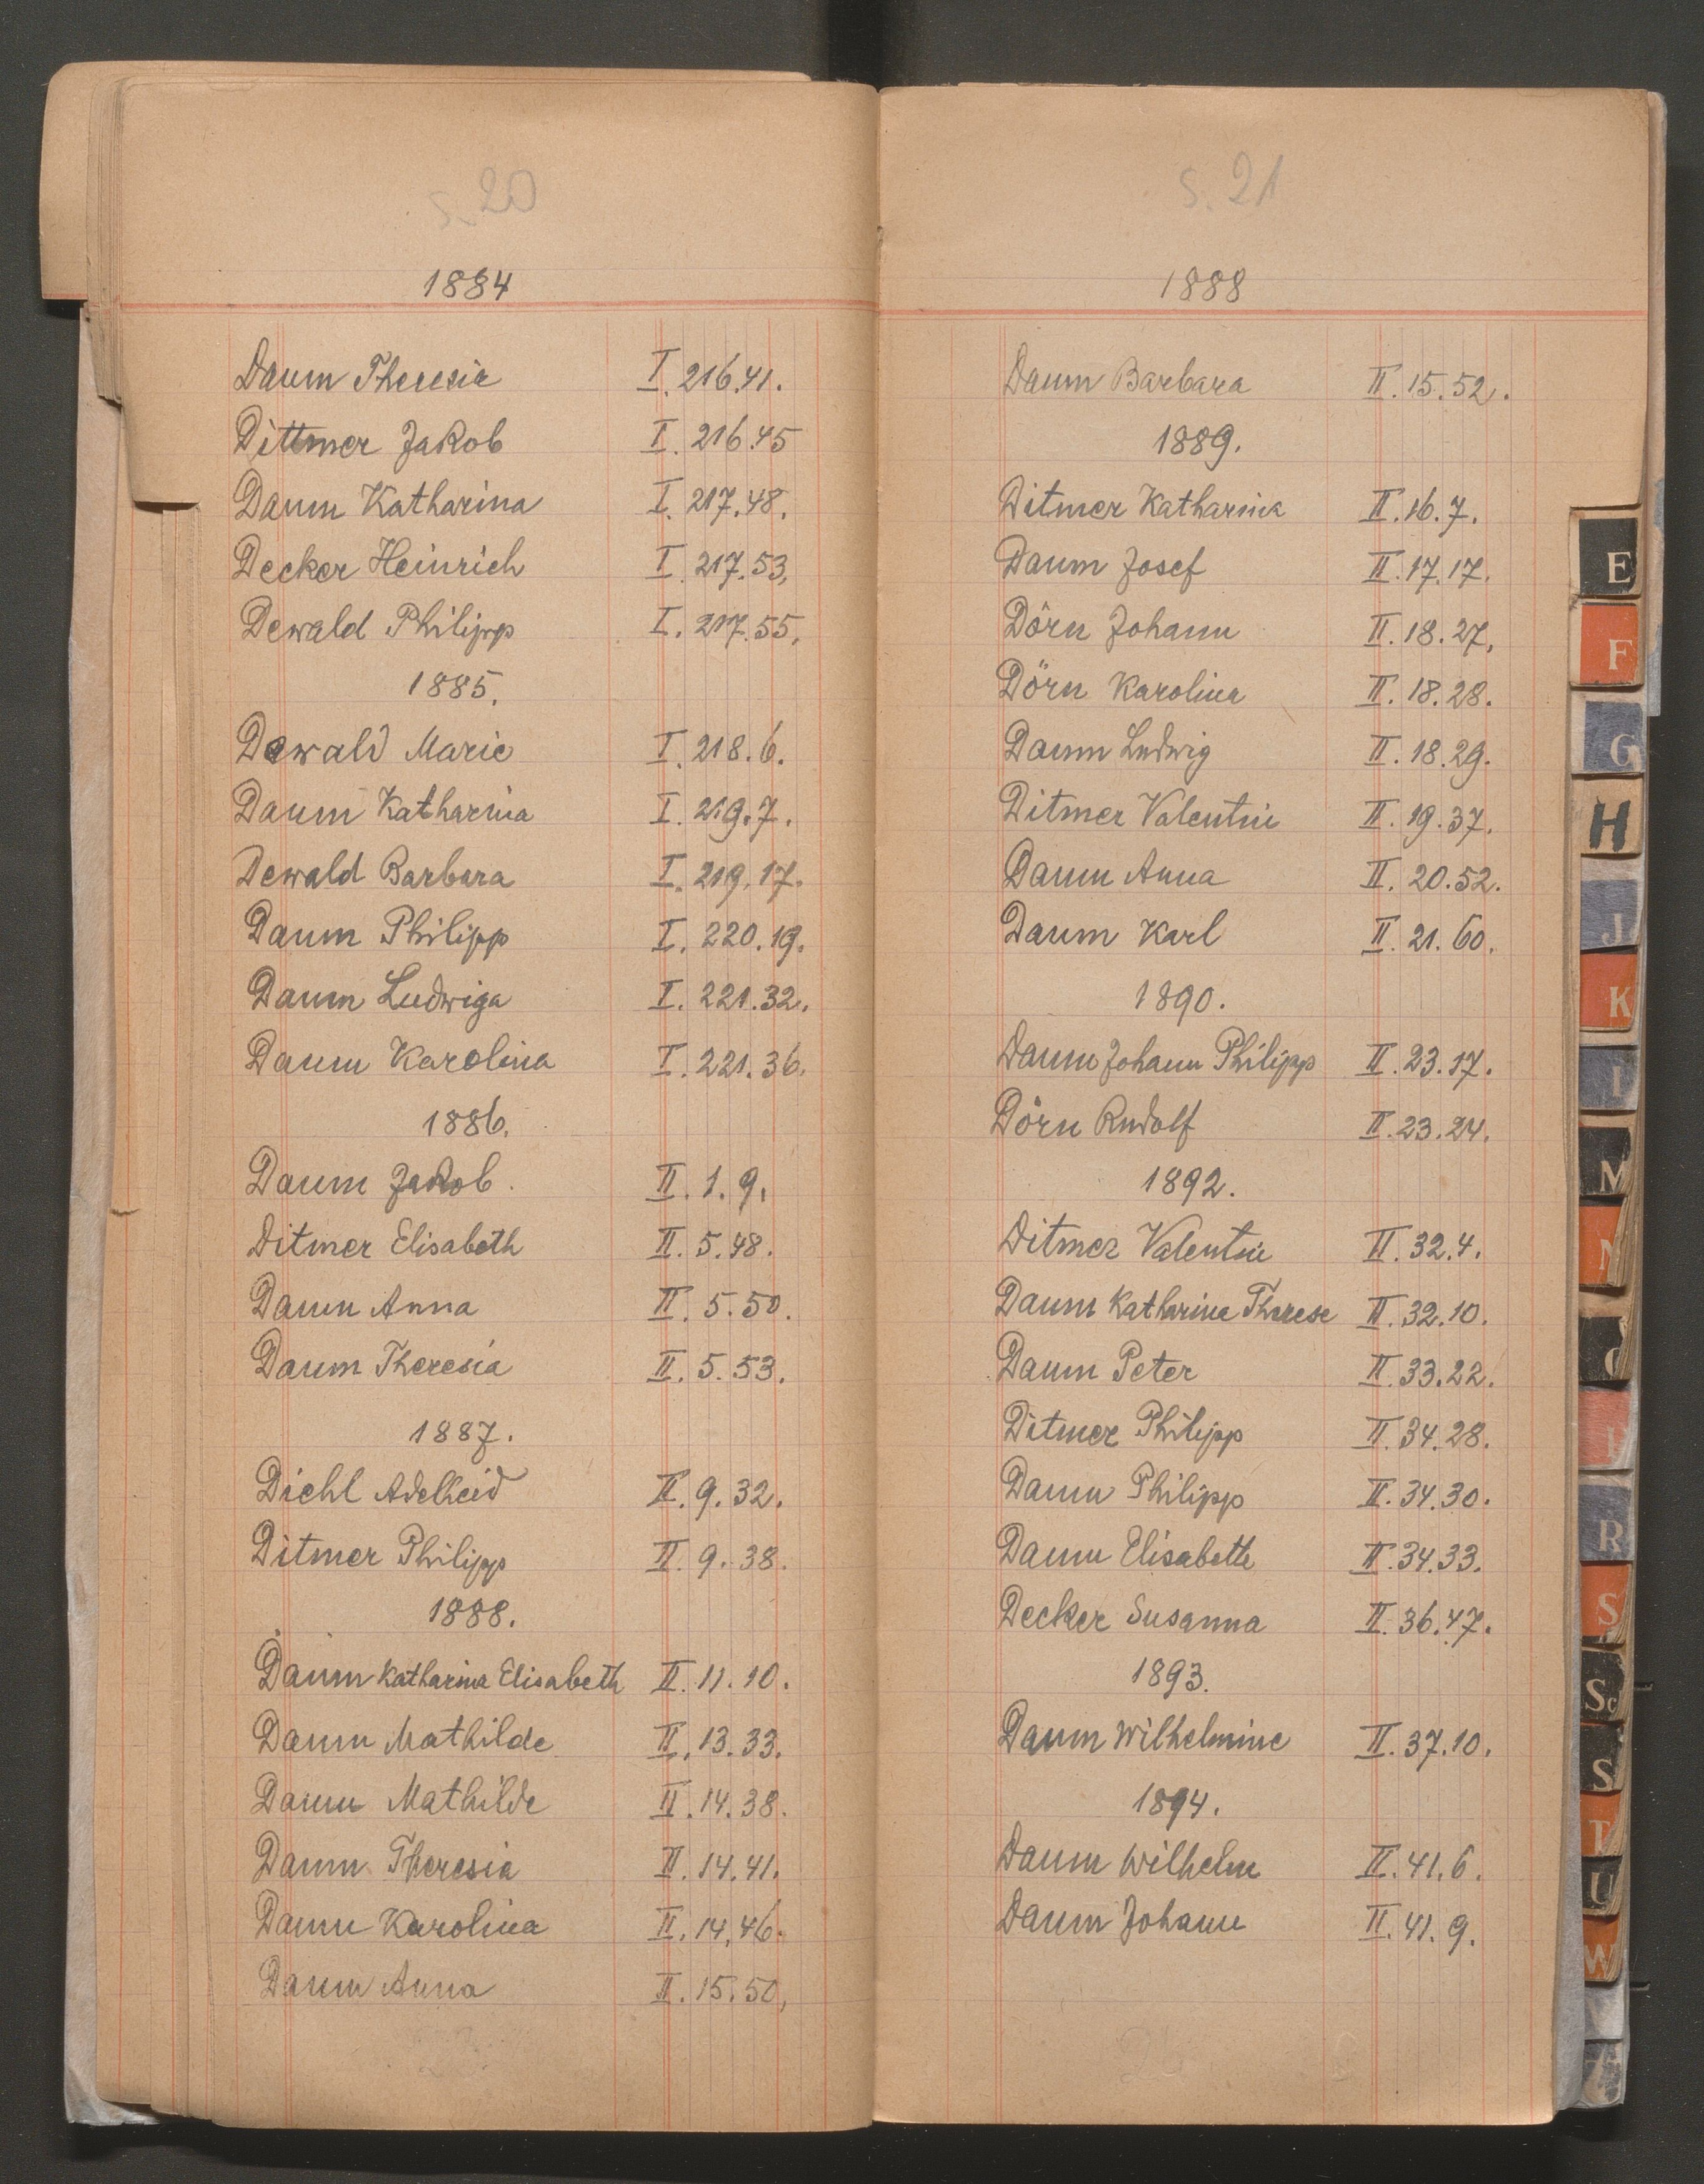 S. 20
1884
Daum Theresia I. 216.41.
Dittmer Jakob I. 216.45
Daum Katharina I. 217.48.
Decker Heinrich I. 217.53.
Dewald Philipp I. 217.55.
1885.
Dewald Marie I. 218.6.
Daum Katharina I. 219.7.
Dewald Barbara I. 219.17.
Daum Philipp I. 220.19.
Daum Ludwiga I. 221.32.
Daum Karolina I. 221.36.
1886.
Daum Jakob. II. 1.9.
Ditmer Elisabeth II. 5.48.
Daum Anna II. 5.50.
Daum Theresia II. 5.53.
1887.
Diehl Adelheid II. 9.32.
Ditmer Philipp II. 9.38.
1888.
Daum Katharina Elisabeth II. 11.10.
Daum Mathilde II. 13.33.
Daum Mathilde II. 14.38.
Daum Theresia II. 14.41.
Daum Karolina II. 14.46.
Daum Anna II. 15.50.
S. 21
1888
Daum Barbara II. 15.52.
1889.
Ditmer Katharina II. 16.7.
Daum Josef II. 17.17.
Dörn Johann II. 18.27.
Dörn Karolina II. 18.28.
Daum Ludwig II. 18.29.
Ditmer Valentin II. 19.37.
Daum Anna II. 20.52.
Daum Karl II. 21.60.
1890.
Daum Johann Philipp II. 23.17.
Dörn Rudolf II. 23.24.
1892.
Ditmer Valentin II. 32.4.
Daum Katharina Therese II. 32.10.
Daum Peter II. 33.22.
Ditmer Philipp II. 34.28.
Daum Philipp II. 34.30.
Daum Elisabeth II. 34.33.
Decker Susanna II. 36.47.
1893.
Daum Wilhelmine II. 37.10.
1894.
Daum Wilhelm II. 41.6.
Daum Johann II. 41.9.
E
F
G
H
J
K
M
R
S
Sc
S
T
U
W